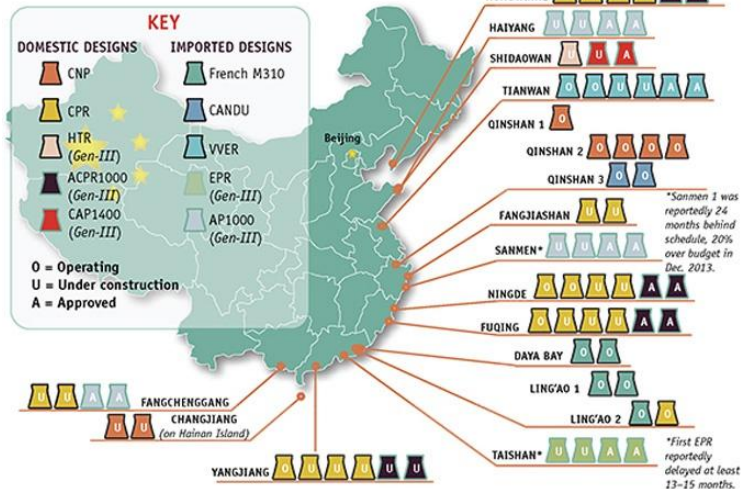 KEY
DOMESTIC DESIGNS
IMPORTED DESIGNS
CNP
French M310
CPR
CANDU
HTR
(Gen-III)
VVER
ACPR1000
(Gen-III)
EPR
(Gen-III)
CAP1400
(Gen-III)
AP1000
(Gen-III)
O = Operating
U = Under construction
A = Approved
Beijing
HAIYANG U U A A
SHIDAOWAN U U A
TIANWAN O O U U A A
QINSHAN 1 O
QINSHAN 2 O O O O
QINSHAN 3 O O
*Sanmen 1 was
reportedly 24
months behind
schedule, 20%
over budget in
Dec. 2013.
FANGJIASHAN U U
SANMEN* U U A A
NINGDE O O U U A A
FUQING O U U U A A
DAYA BAY O O
LING'AO 1 O O
LING'AO 2 O O
TAISHAN* U U A A
*First EPR
reportedly
delayed at least
13–15 months.
U U A A FANGCHENGGANG
U U CHANGJIANG
(on Hainan Island)
YANGJIANG O U U U U U